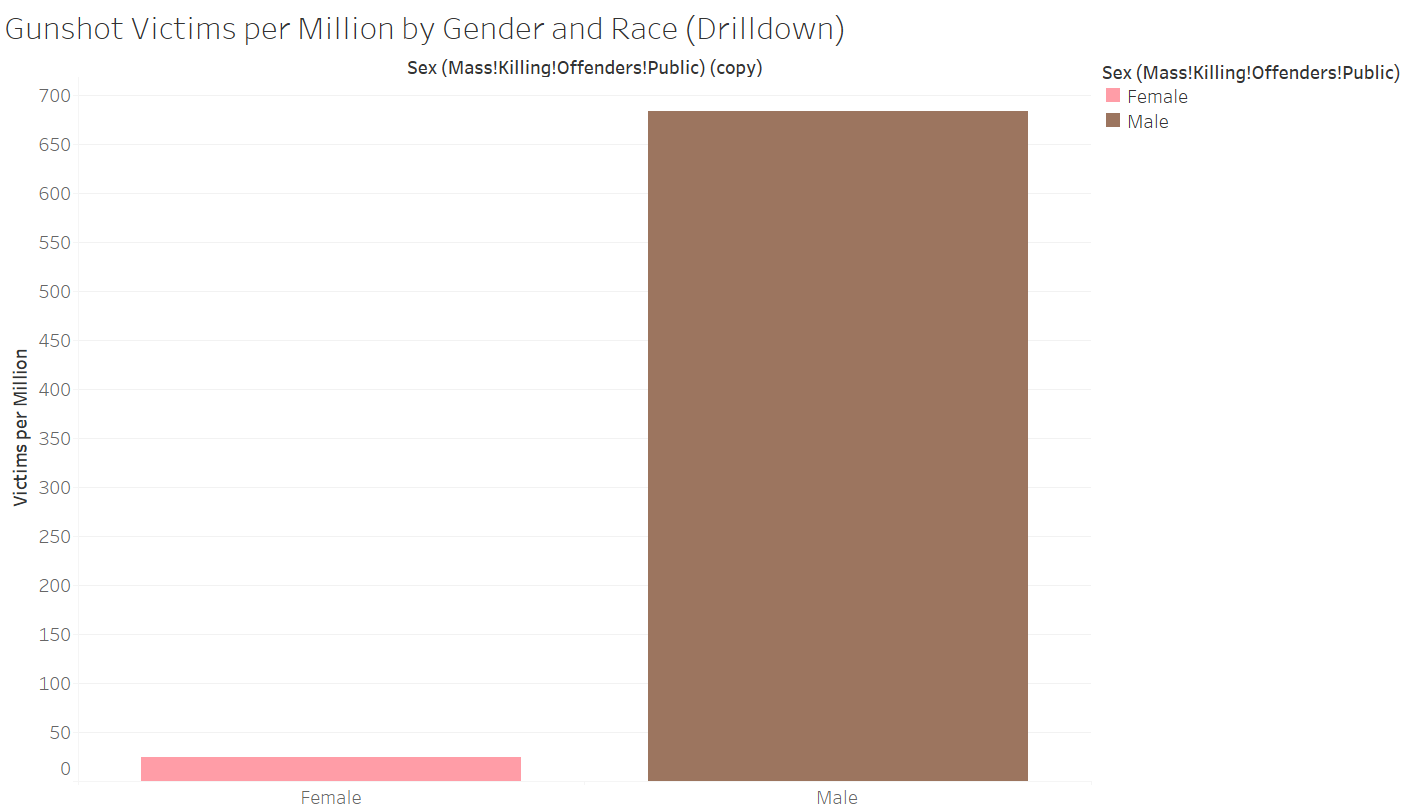 Gunshot Victims per Million by Gender and Race (Drilldown)
Sex (Mass!Killing!Offenders!Public) (copy)
Sex (Mass!Killing!Offenders!Public)
Female
Male
Victims per Million
700
650
600
550
500
450
400
350
300
250
200
150
100
50
0
Female
Male